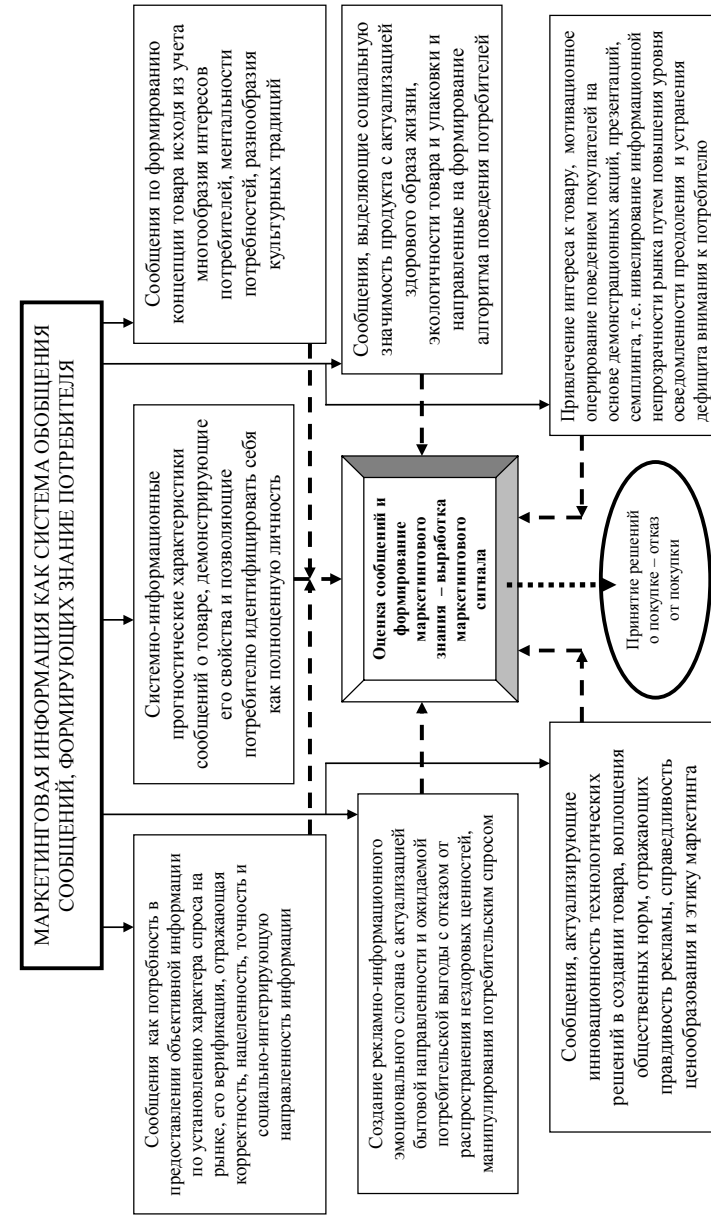 МАРКЕТИНГОВАЯ ИНФОРМАЦИЯ КАК СИСТЕМА ОБОБЩЕНИЯ
СООБЩЕНИЙ, ФОРМИРУЮЩИХ ЗНАНИЕ ПОТРЕБИТЕЛЯ
Сообщения как потребность в
предоставлении объективной информации
по установлению характера спроса на
рынке, его верификация, отражающая
корректность, нацеленность, точность и
социально-интегрирующую
направленность информации
Системно-информационные
прогностические характеристики
сообщений о товаре, демонстрирующие
его свойства и позволяющие
потребителю идентифицировать себя
как полноценную личность
Сообщения по формированию
концепции товара исходя из учета
многообразия интересов
потребителей, ментальности
потребностей, разнообразия
культурных традиций
Создание рекламно-информационного
эмоционального слогана с актуализацией
бытовой направленности и ожидаемой
потребительской выгоды с отказом от
распространения нездоровых ценностей,
манипулирования потребительским спросом
Оценка сообщений и
формирование
маркетингового
знания – выработка
маркетингового
сигнала
Сообщения, выделяющие социальную
значимость продукта с актуализацией
здорового образа жизни,
экологичности товара и упаковки и
направленные на формирование
алгоритма поведения потребителей
Сообщения, актуализирующие
инновационность технологических
решений в создании товара, воплощения
общественных норм, отражающих
правдивость рекламы, справедливость
ценообразования и этику маркетинга
Принятие решений
о покупке – отказ
от покупки
Привлечение интереса к товару, мотивационное
оперирование поведением покупателей на
основе демонстрационных акций, презентаций,
семплинга, т.е. нивелирование информационной
непрозрачности рынка путем повышения уровня
осведомленности преодоления и устранения
дефицита внимания к потребителю